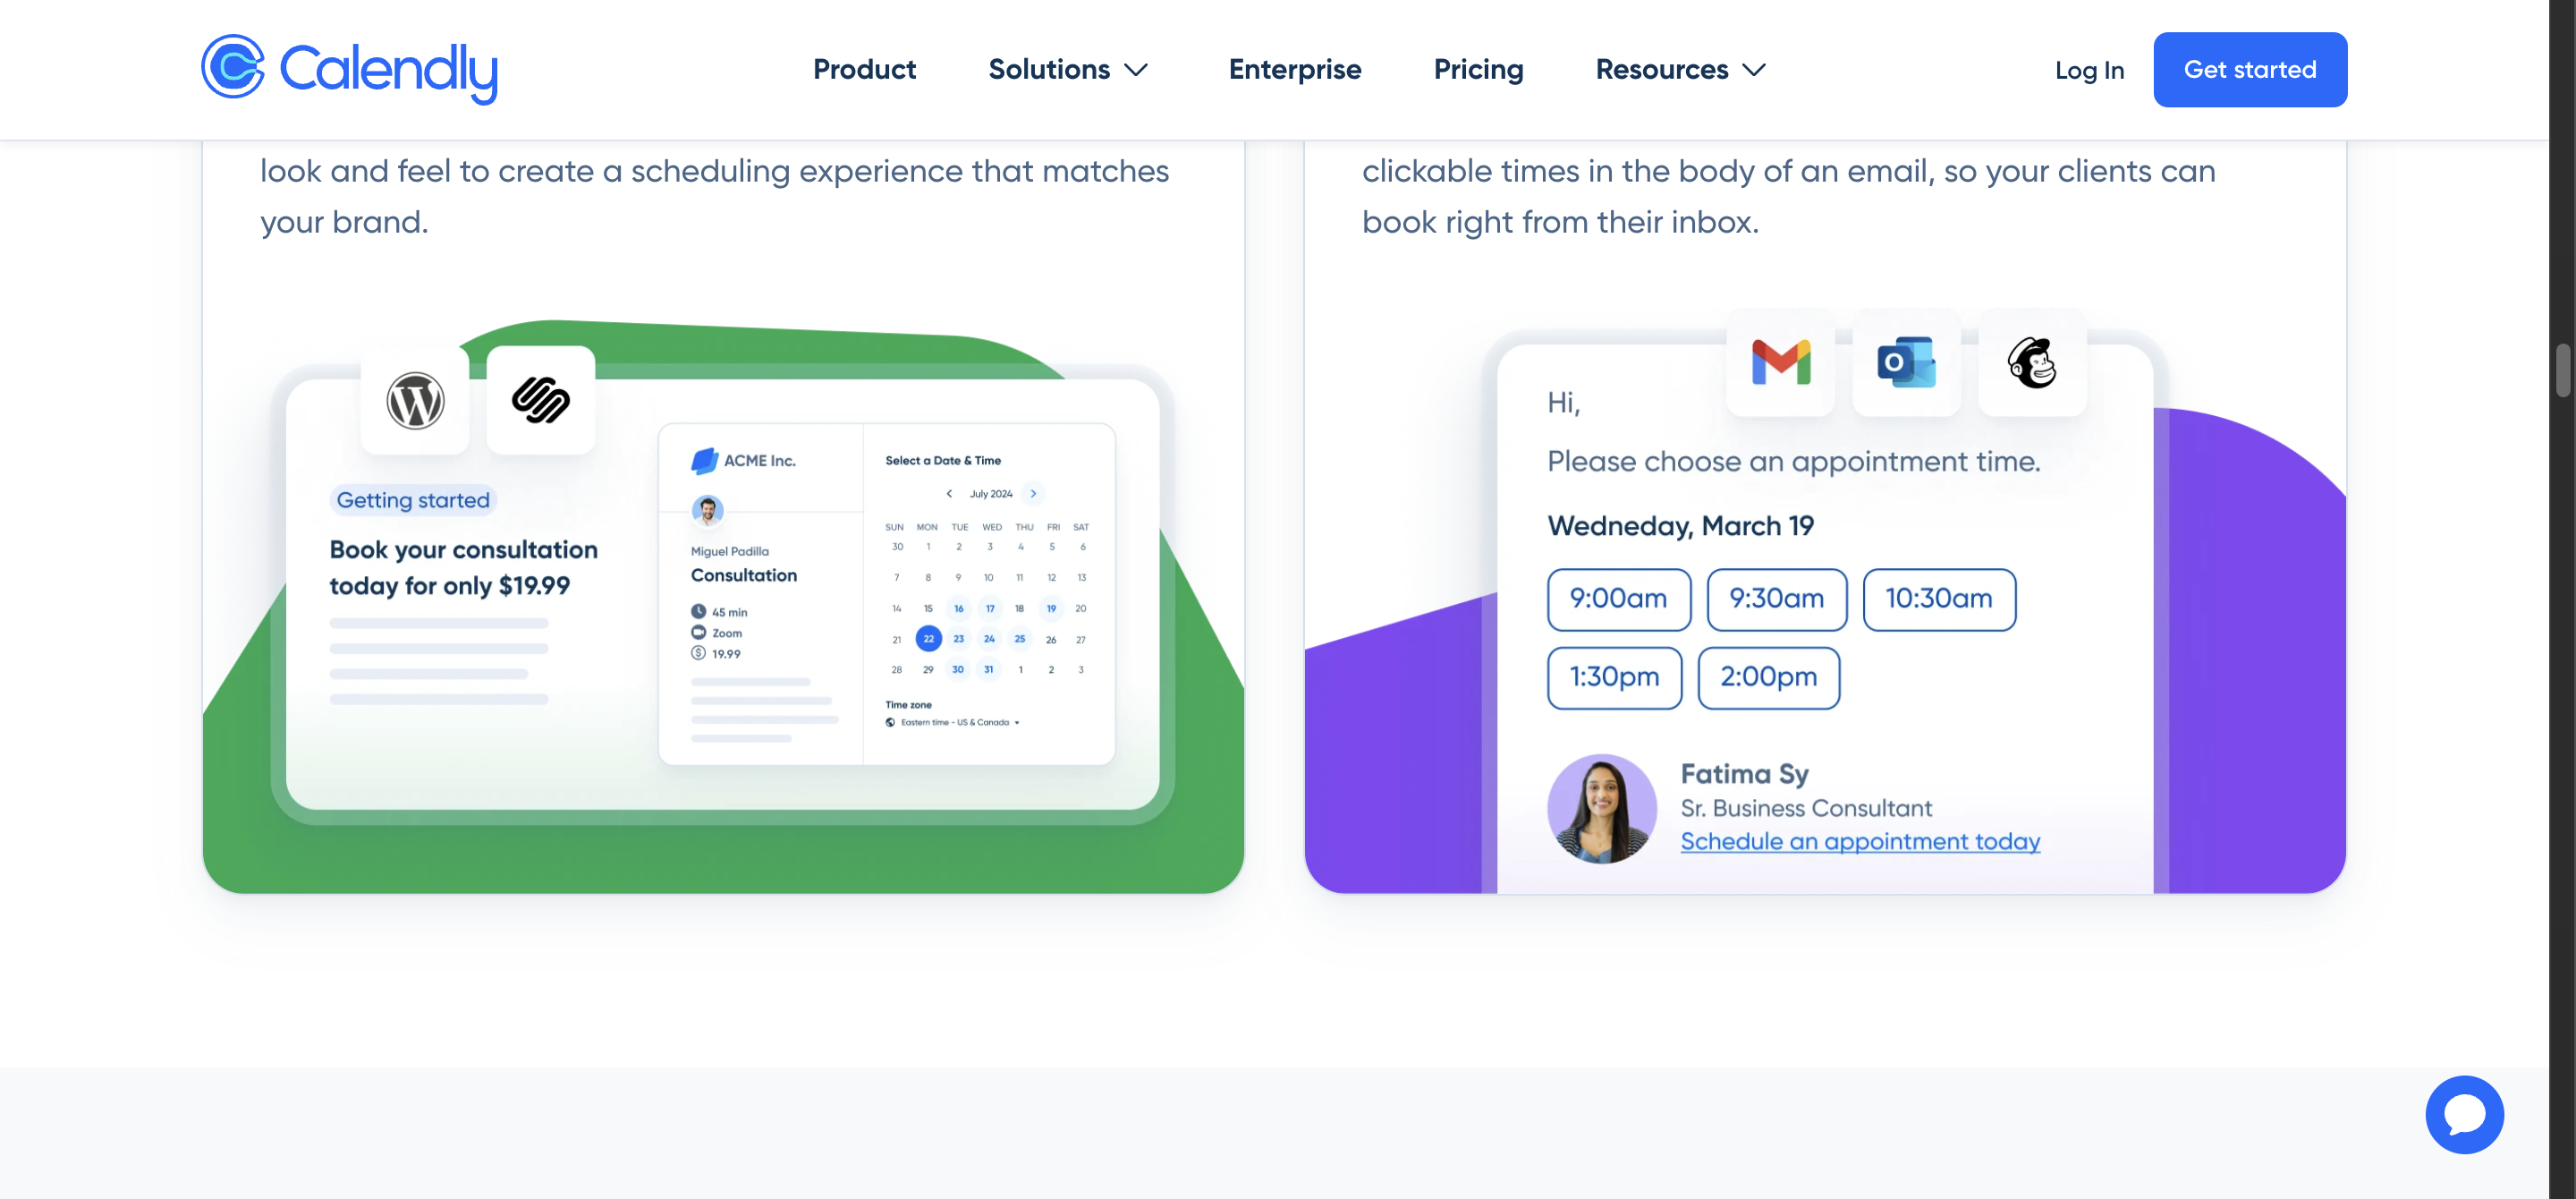 Calendly
Product
Solutions
Enterprise
Pricing
Resources
Log In
Get started
look and feel to create a scheduling experience that matches
your brand.
Getting started
Book your consultation
today for only $19.99
ACME Inc.
Miguel Padilla
Consultation
45 min
Zoom
19.99
Select a Date & Time
July 2024
SUN MON TUE WED THU FRI SAT
30 1 2 3 4 5 6
7 8 9 10 11 12 13
14 15 16 17 18 19 20
21 22 23 24 25 26 27
28 29 30 31 1 2 3
Time zone
Eastern time - US & Canada
clickable times in the body of an email, so your clients can
book right from their inbox.
Hi,
Please choose an appointment time.
Wedneday, March 19
9:00am 9:30am 10:30am
1:30pm 2:00pm
Fatima Sy
Sr. Business Consultant
Schedule an appointment today